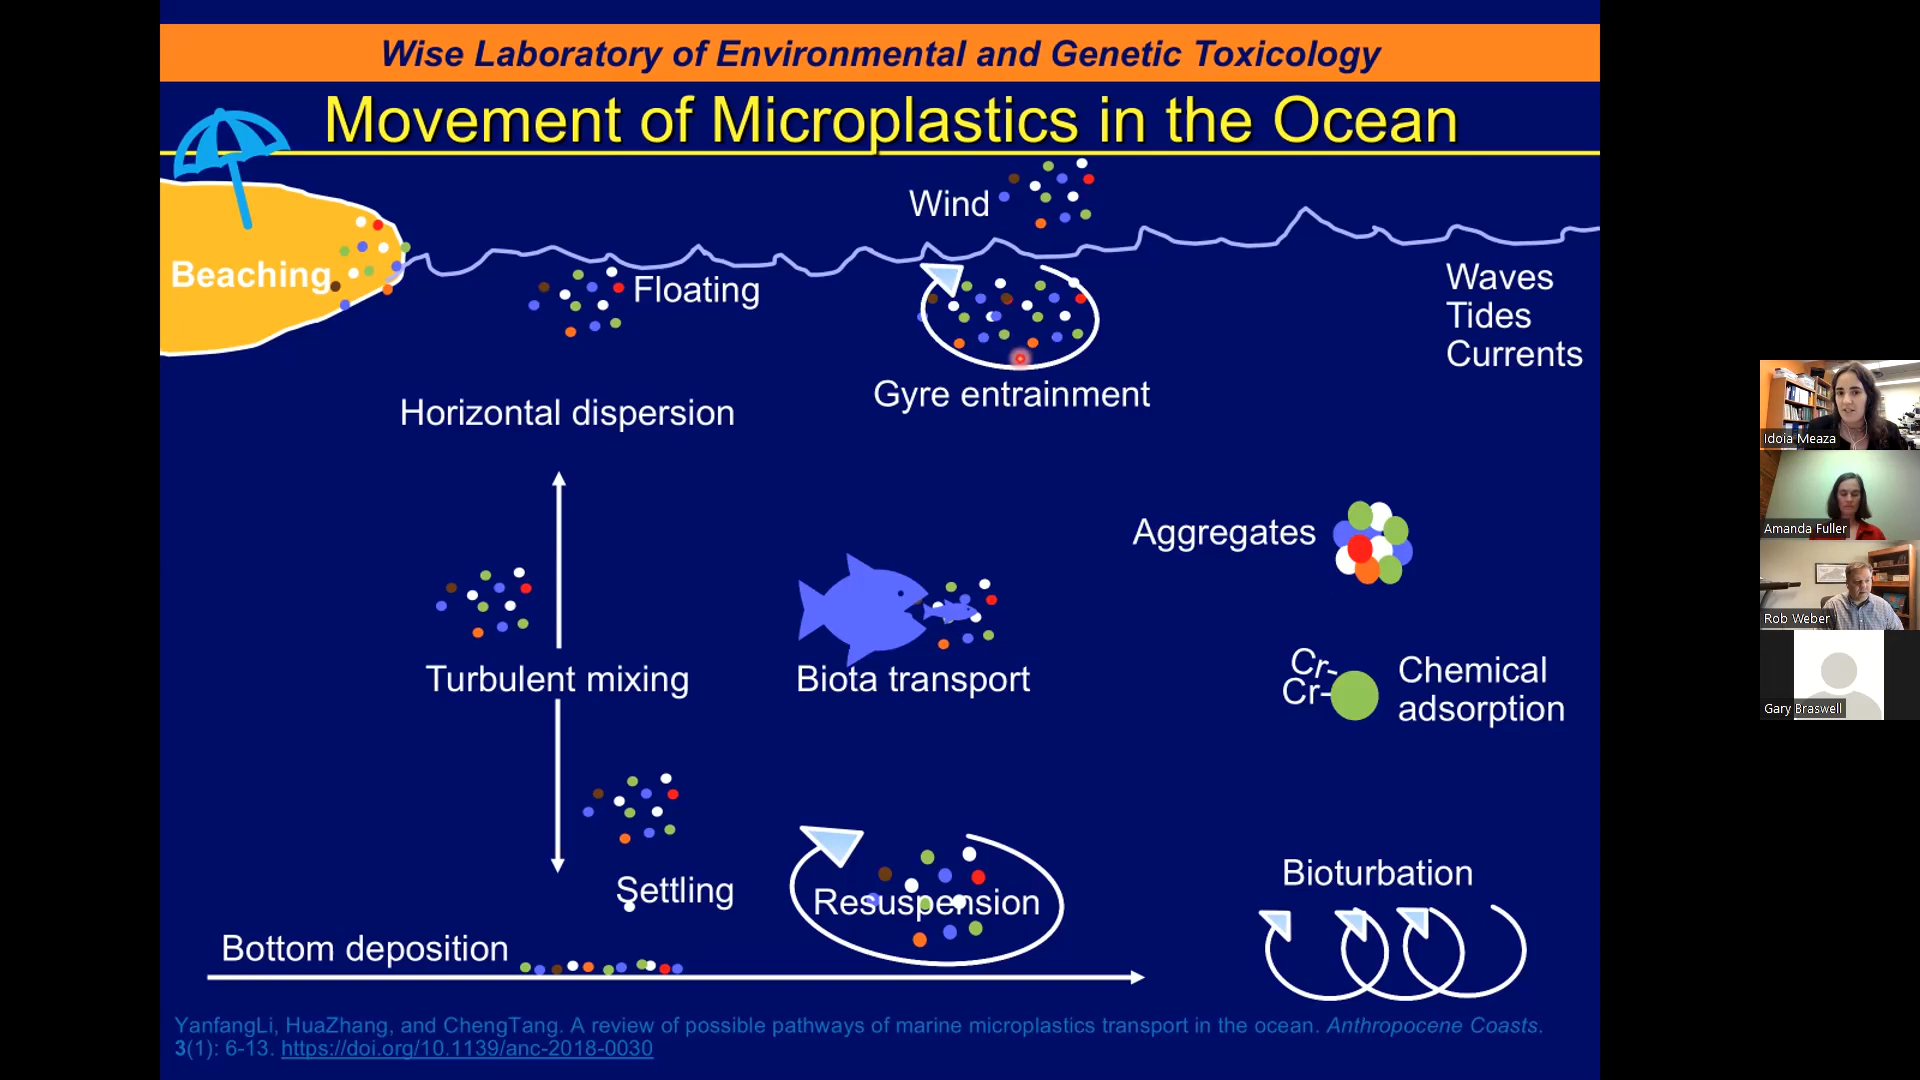 Wise Laboratory of Environmental and Genetic Toxicology
Movement of Microplastics in the Ocean
Wind
Beaching
Floating
Waves
Tides
Currents
Gyre entrainment
Horizontal dispersion
Aggregates
Turbulent mixing
Biota transport
Cr-
Cr-
Chemical
adsorption
Settling
Resuspension
Bioturbation
Bottom deposition
YanfangLi, HuaZhang, and ChengTang. A review of possible pathways of marine microplastics transport in the ocean. Anthropocene Coasts.
3(1): 6-13. https://doi.org/10.1139/anc-2018-0030
Idoia Meaza
Amanda Fuller
Rob Weber
Gary Braswell